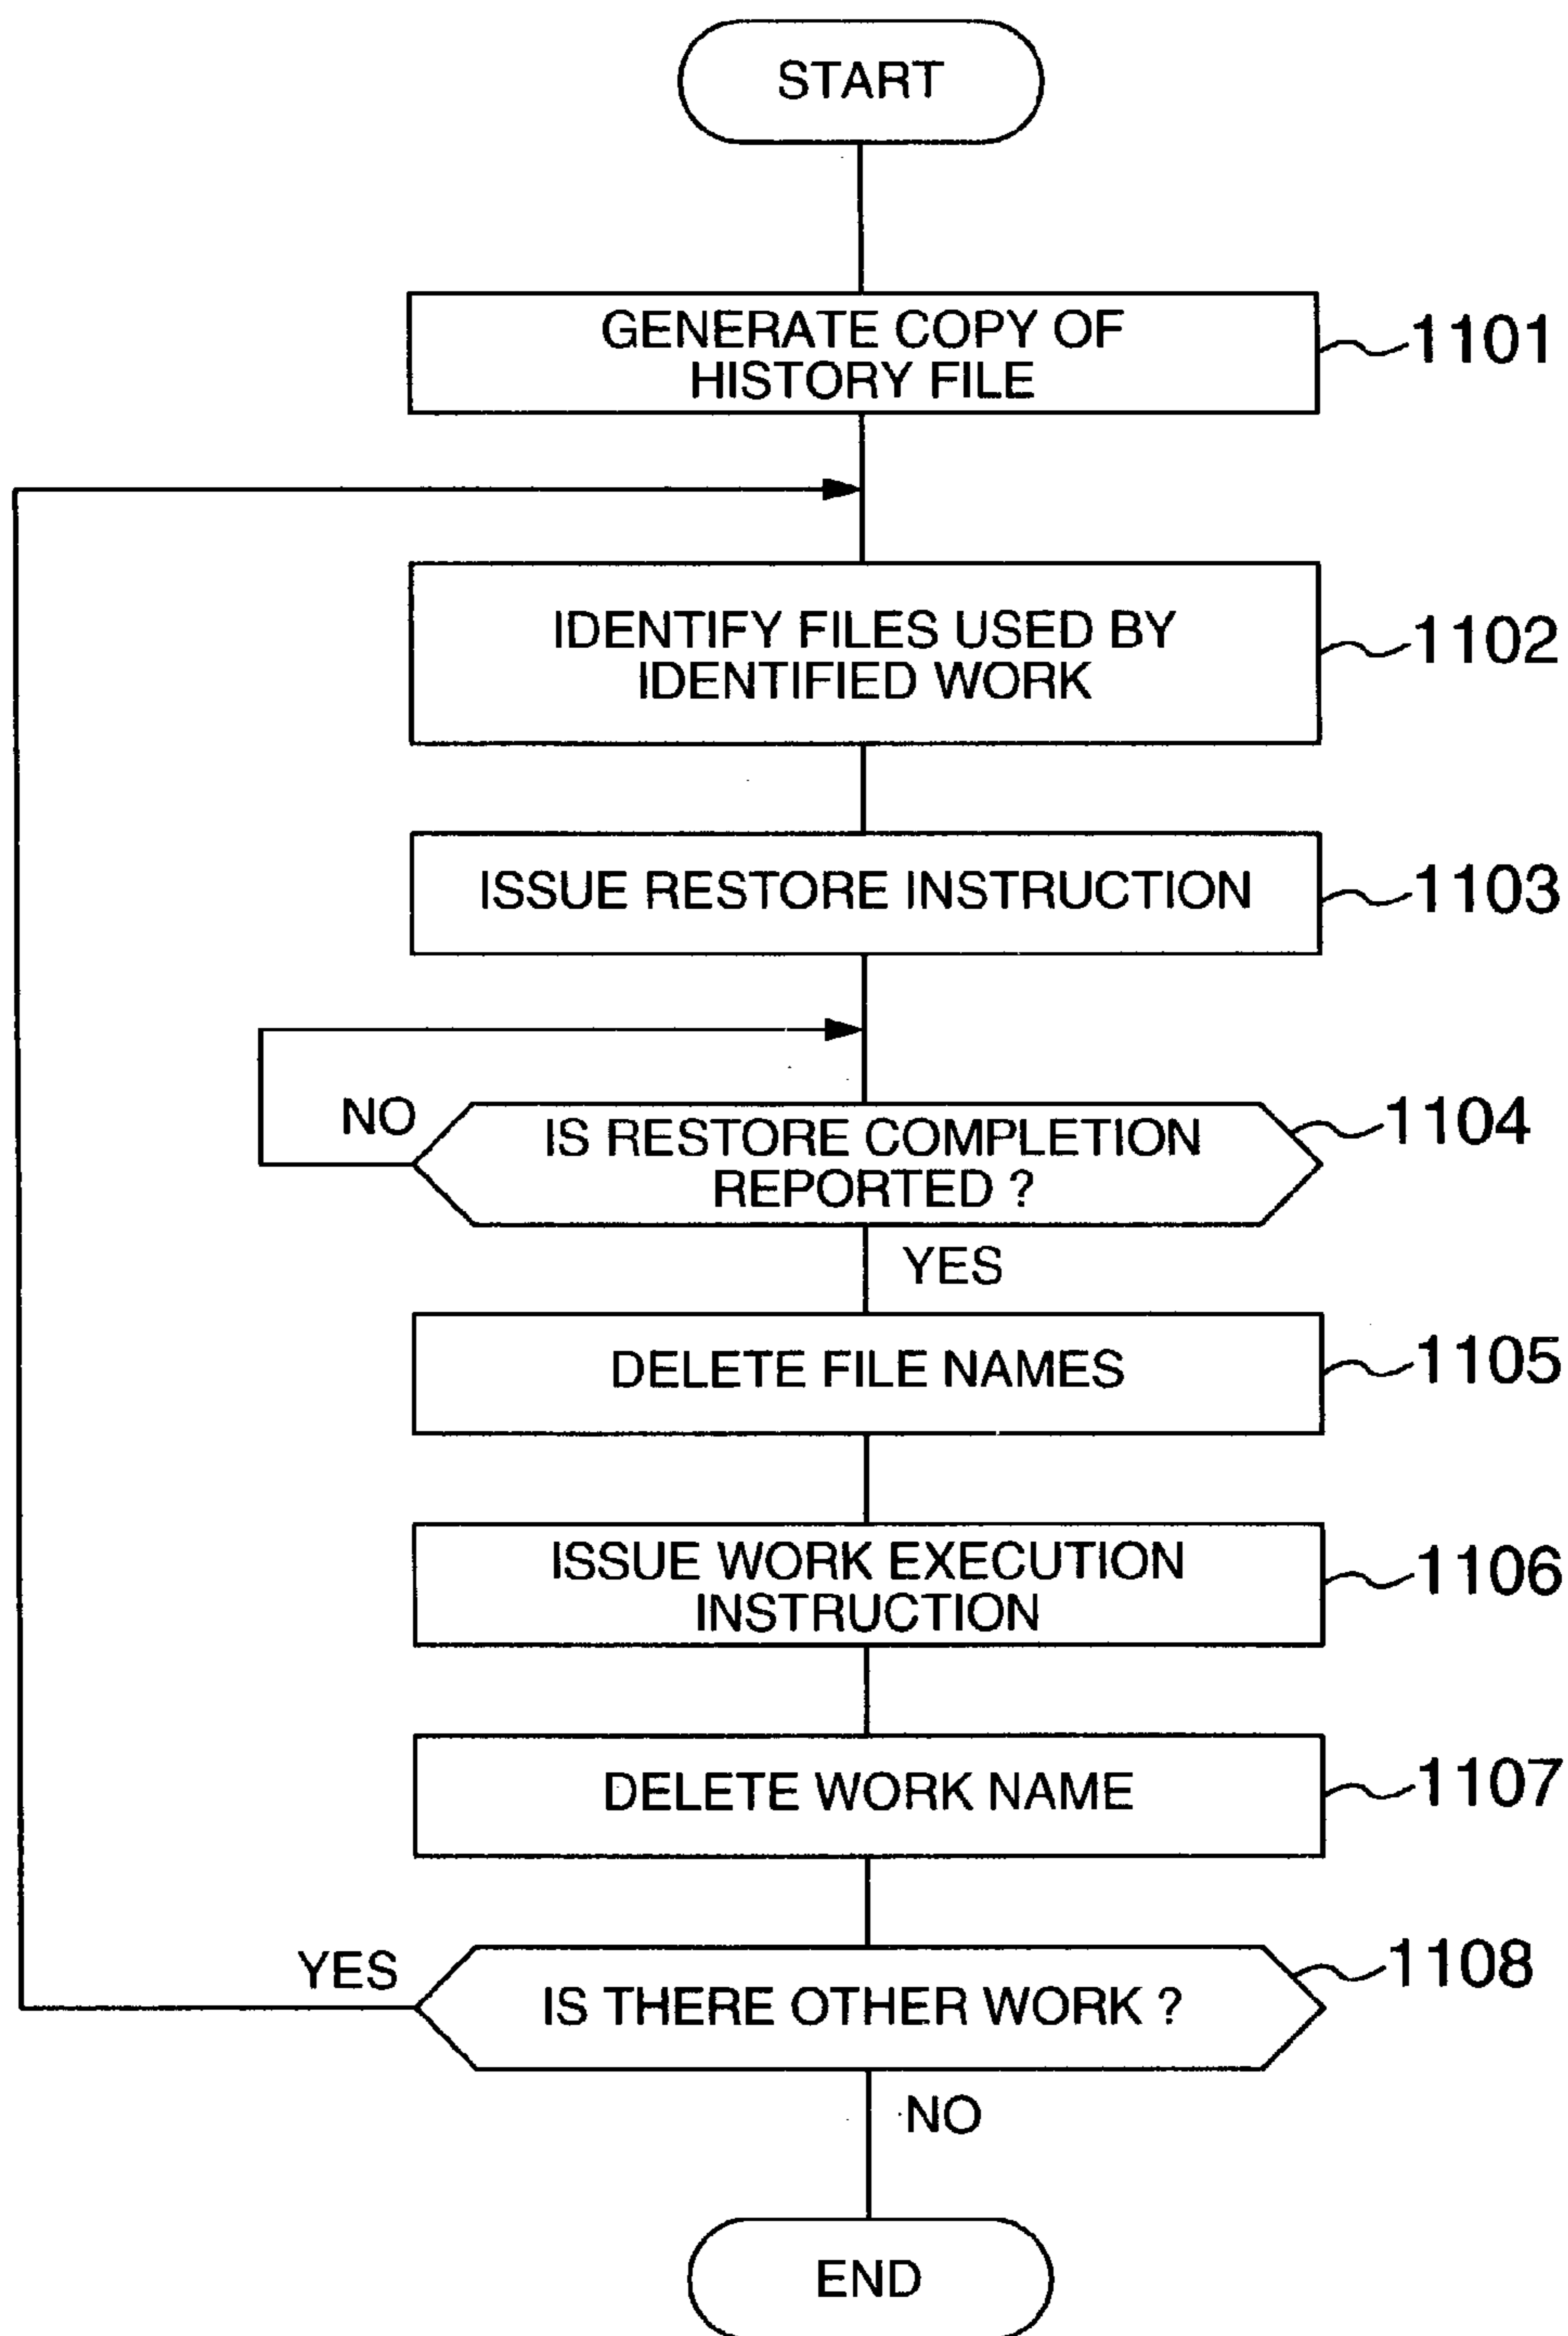 START
GENERATE COPY OF
HISTORY FILE
1101
IDENTIFY FILES USED BY
IDENTIFIED WORK
1102
ISSUE RESTORE INSTRUCTION
1103
NO
IS RESTORE COMPLETION
REPORTED ?
1104
YES
DELETE FILE NAMES
1105
ISSUE WORK EXECUTION
INSTRUCTION
1106
DELETE WORK NAME
1107
YES
IS THERE OTHER WORK ?
1108
NO
END